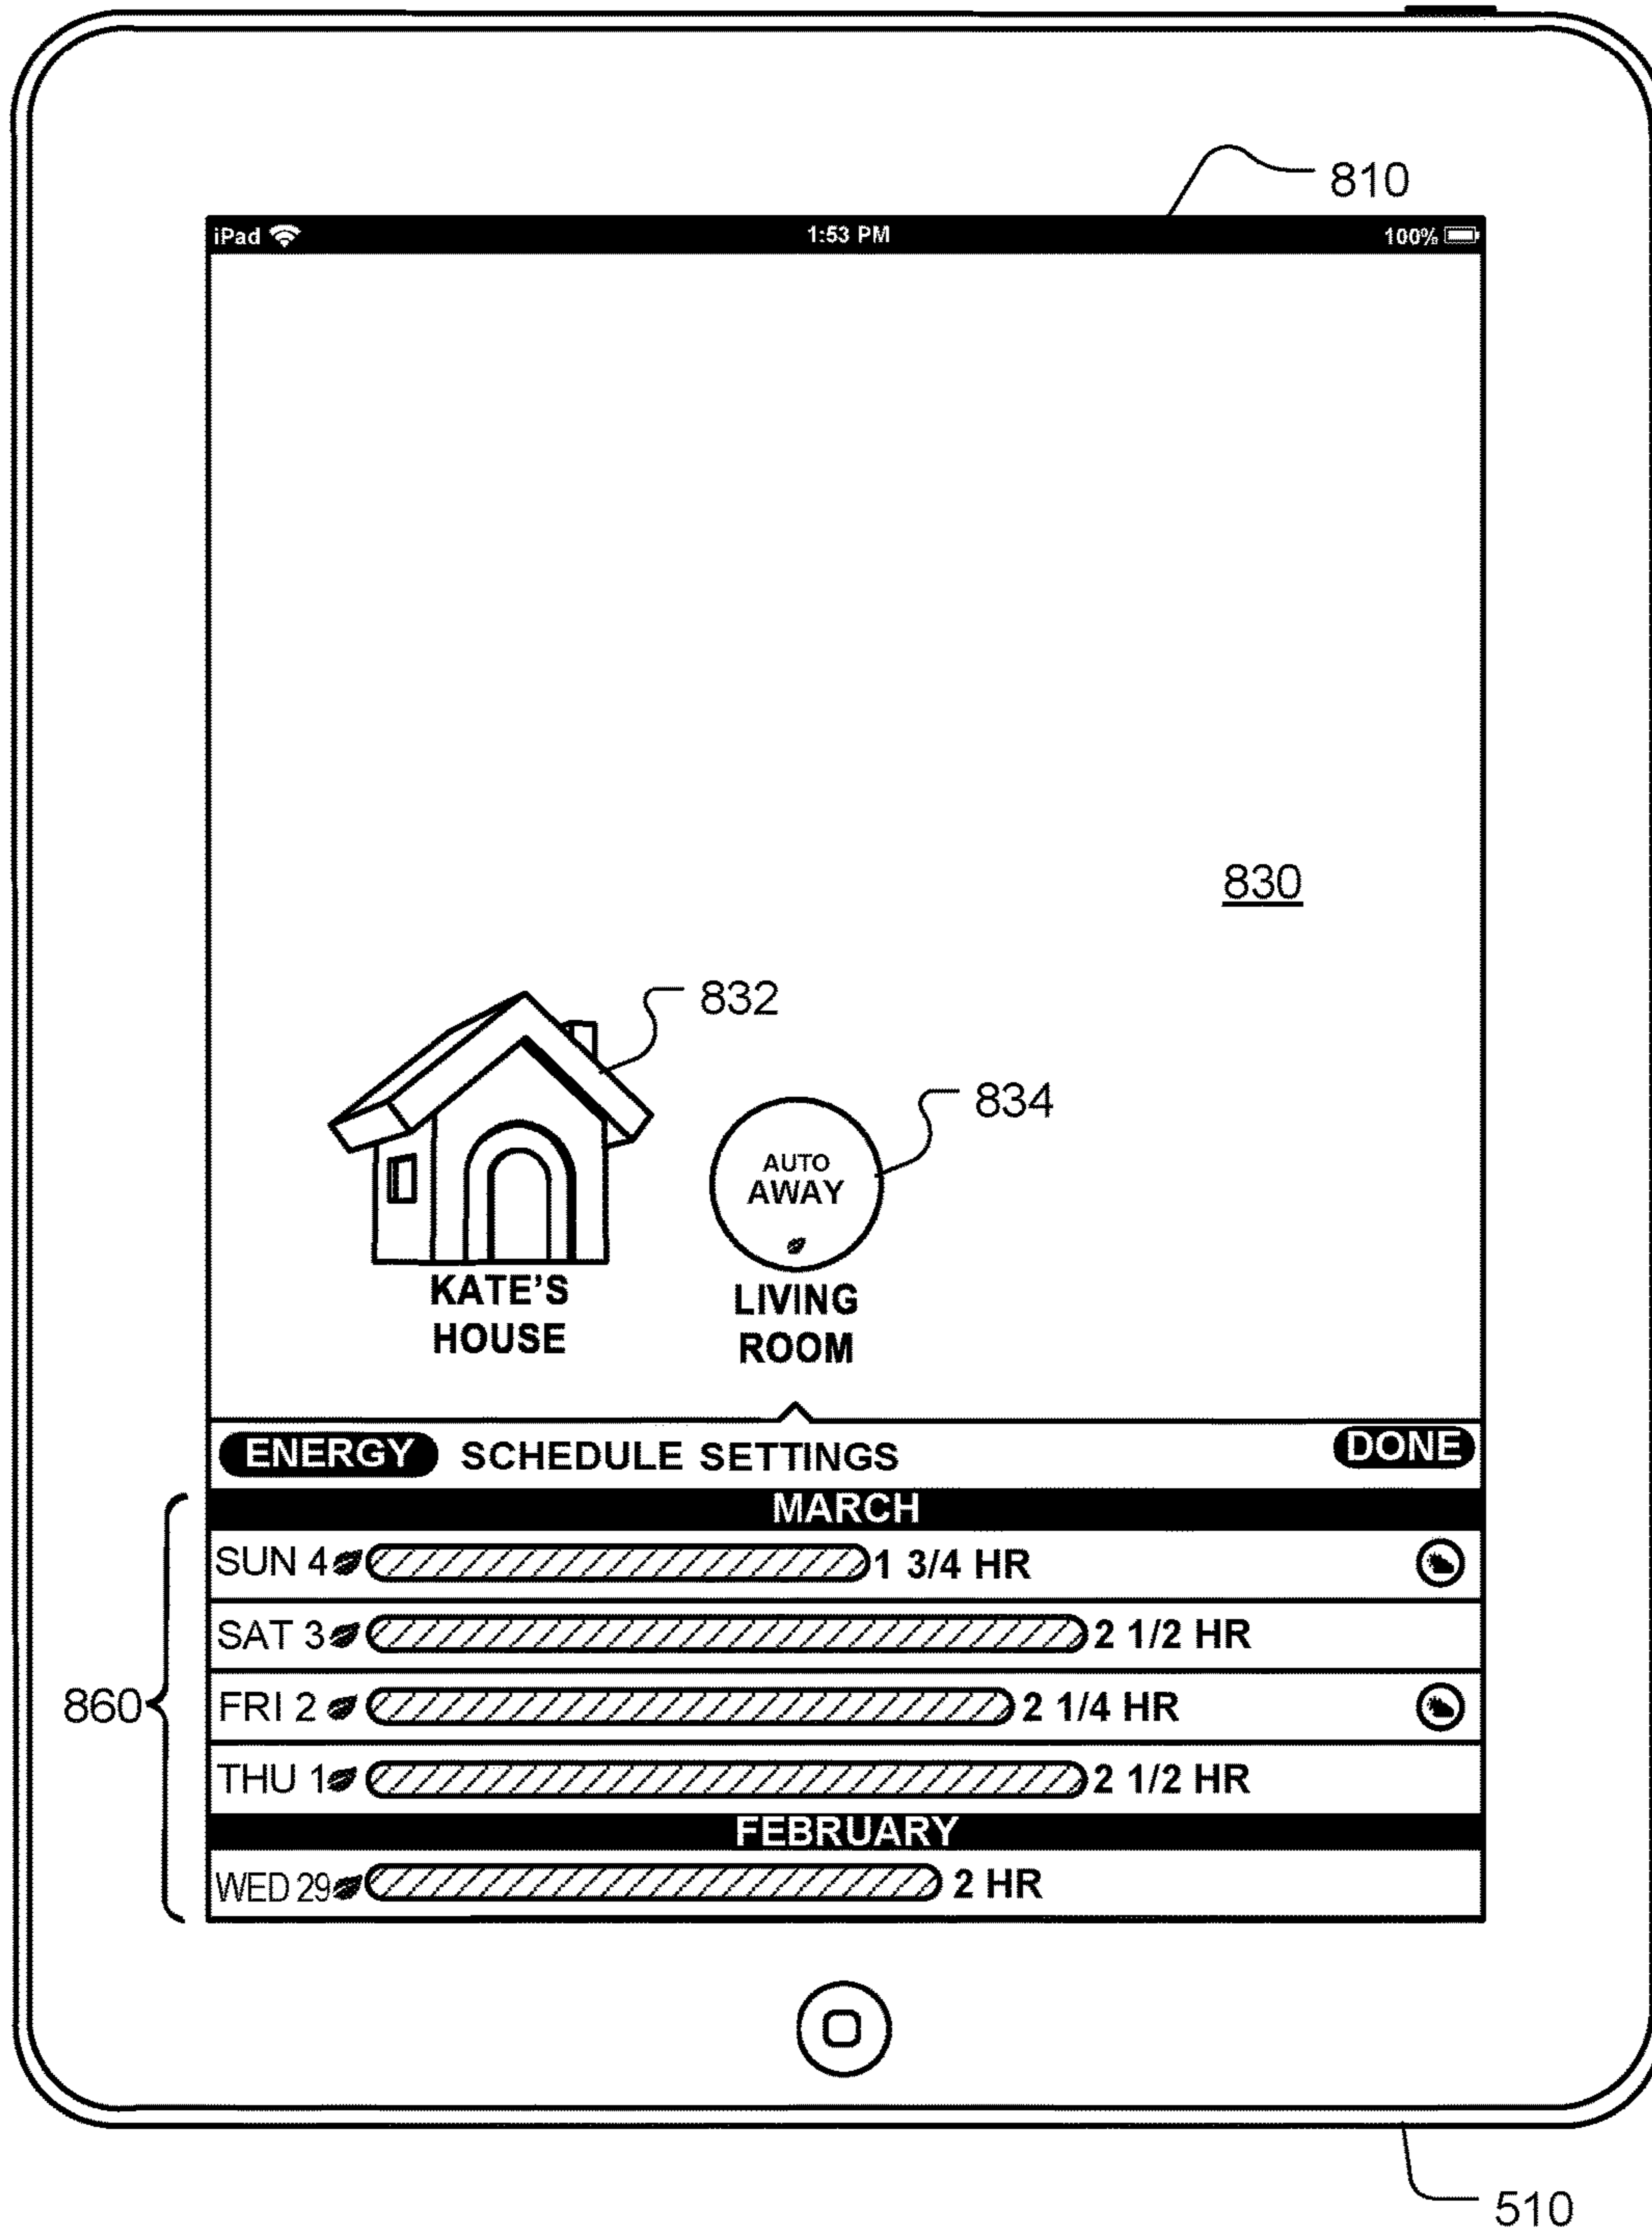 810
iPad 1:53 PM 100%
830
832
834
AUTO
AWAY
KATE'S
HOUSE
LIVING
ROOM
ENERGY SCHEDULE SETTINGS DONE
MARCH
SUN 4 1 3/4 HR
SAT 3 2 1/2 HR
860
FRI 2 2 1/4 HR
THU 1 2 1/2 HR
FEBRUARY
WED 29 2 HR
510